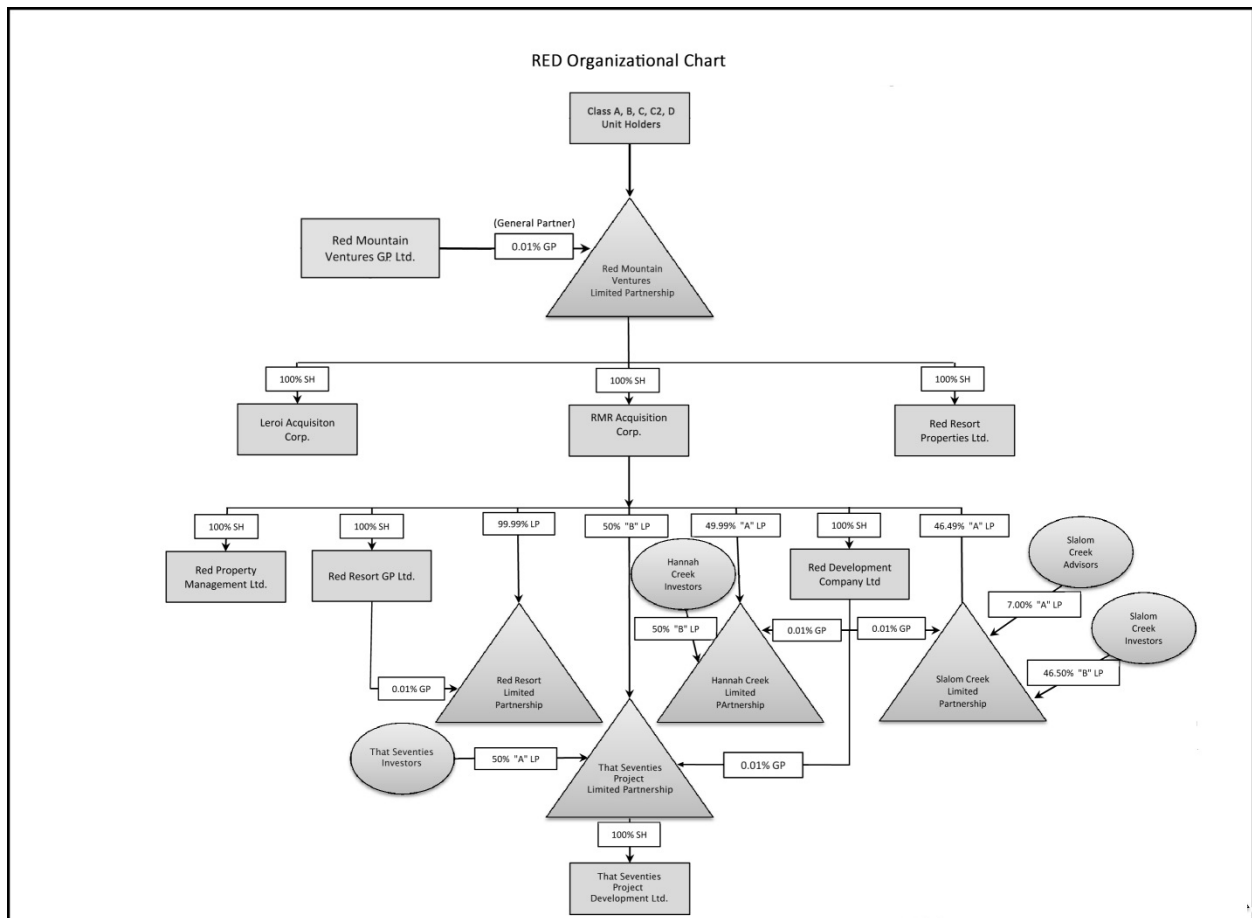 RED Organizational Chart
Class A, B, C, C2, D
Unit Holders
(General Partner)
Red Mountain
Ventures G.P. Ltd.
0.01% GP
Red Mountain
Ventures
Limited Partnership
100% SH
100% SH
100% SH
Leroi Acquisiton
Corp.
RMR Acquisition
Corp.
Red Resort
Properties Ltd.
100% SH
100% SH
99.99% LP
50% "B" LP
49.99% "A" LP
100% SH
46.49% "A" LP
Red Property
Management Ltd.
Red Resort GP Ltd.
Hannah
Creek
Investors
Red Development
Company Ltd
Slalom
Creek
Advisors
7.00% "A" LP
Slalom
Creek
Investors
50% "B" LP
0.01% GP
0.01% GP
46.50% "B" LP
0.01% GP
Red Resort
Limited
Partnership
Hannah Creek
Limited
PArtnership
Slalom Creek
Limited
Partnership
That Seventies
Investors
50% "A" LP
That Seventies
Project
Limited Partnership
0.01% GP
100% SH
That Seventies
Project
Development Ltd.